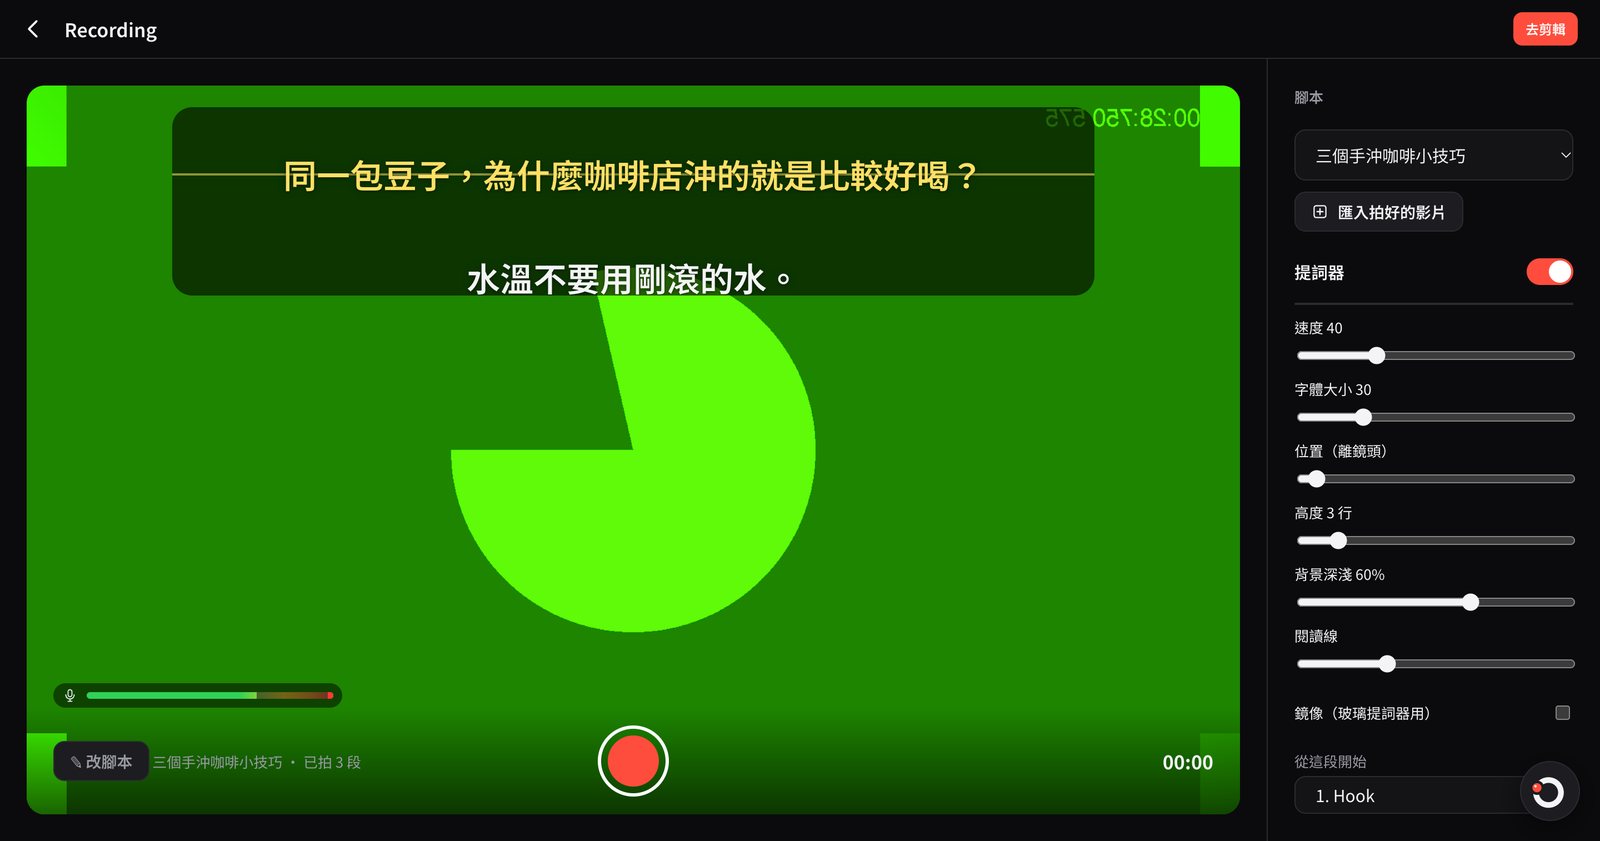 Recording
去剪輯
00:28:750 575
同一包豆子，為什麼咖啡店沖的就是比較好喝？
水溫不要用剛滾的水。
改腳本
三個手沖咖啡小技巧 · 已拍 3 段
00:00
腳本
三個手沖咖啡小技巧
匯入拍好的影片
提詞器
速度 40
字體大小 30
位置（離鏡頭）
高度 3 行
背景深淺 60%
閱讀線
鏡像（玻璃提詞器用）
從這段開始
1. Hook